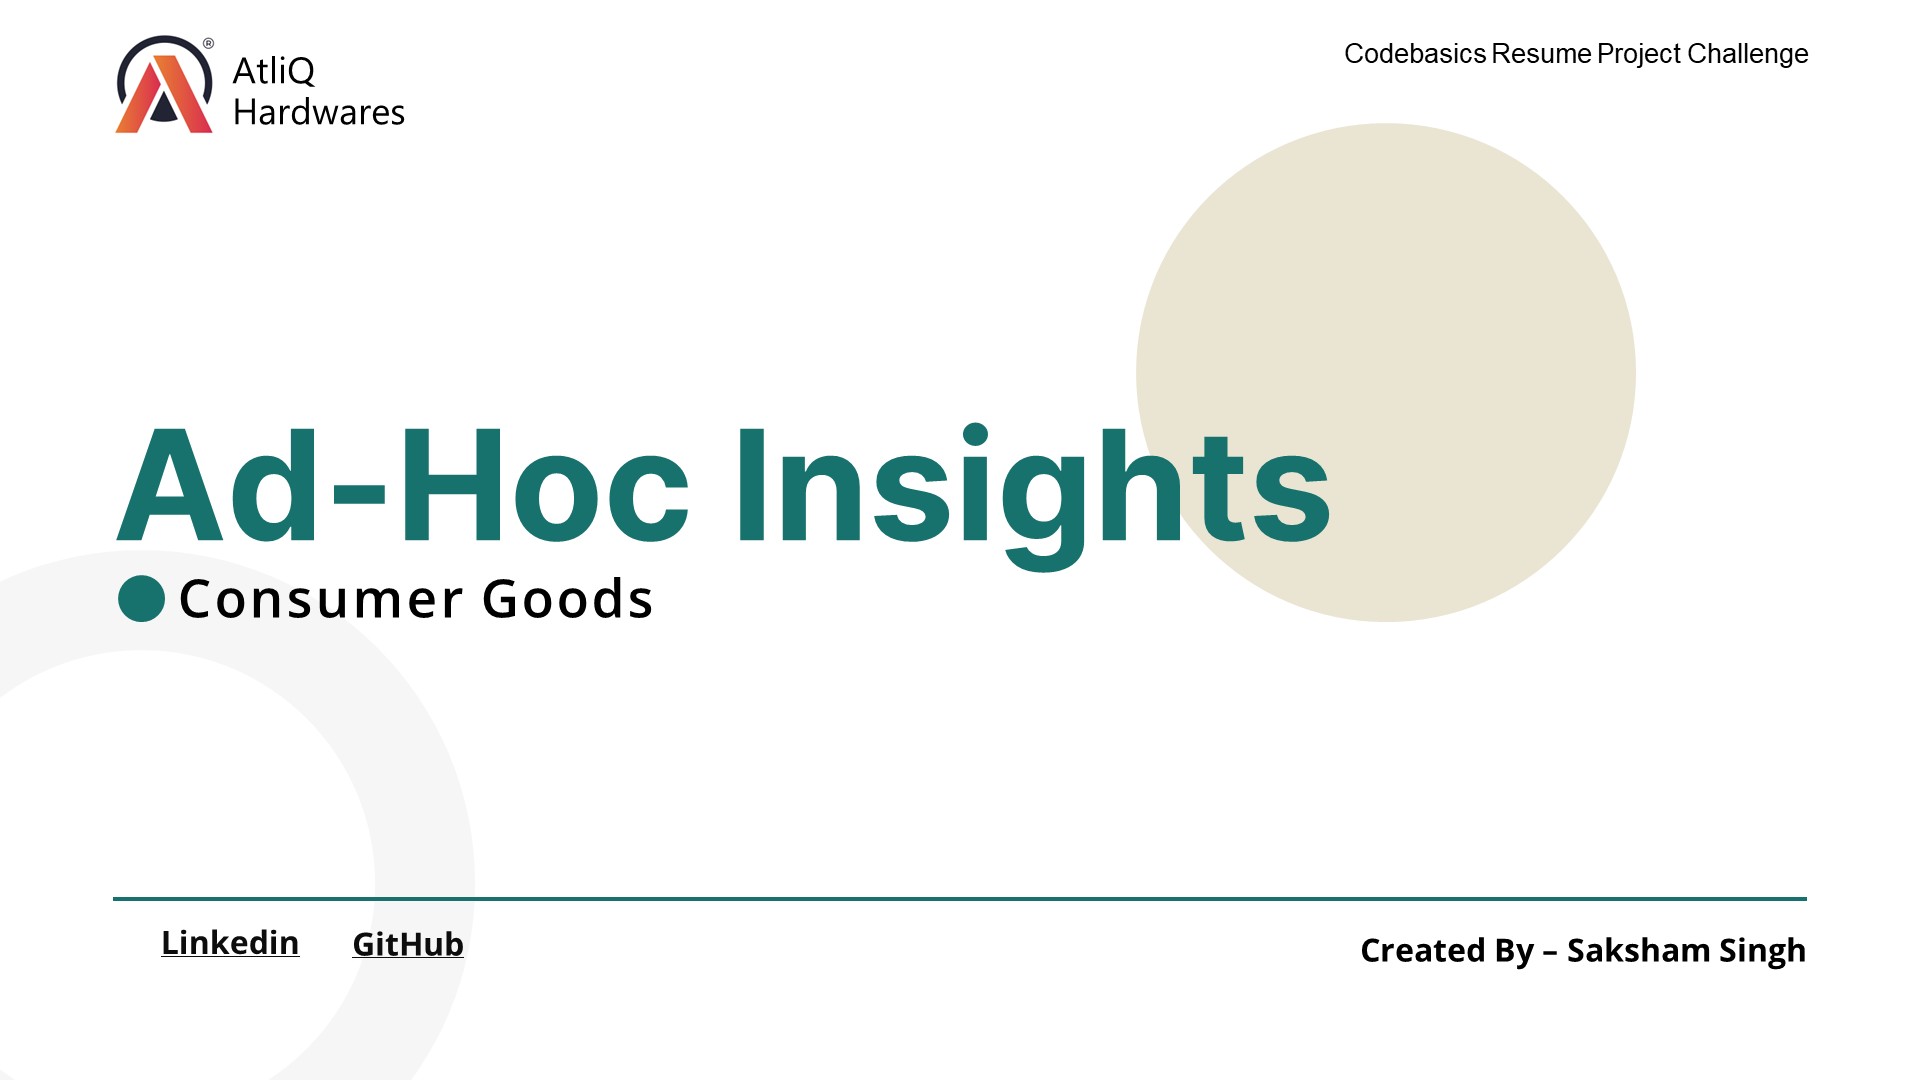 AtliQ
Hardwares
®
Codebasics Resume Project Challenge
Ad-Hoc Insights
Consumer Goods
Linkedin
GitHub
Created By – Saksham Singh